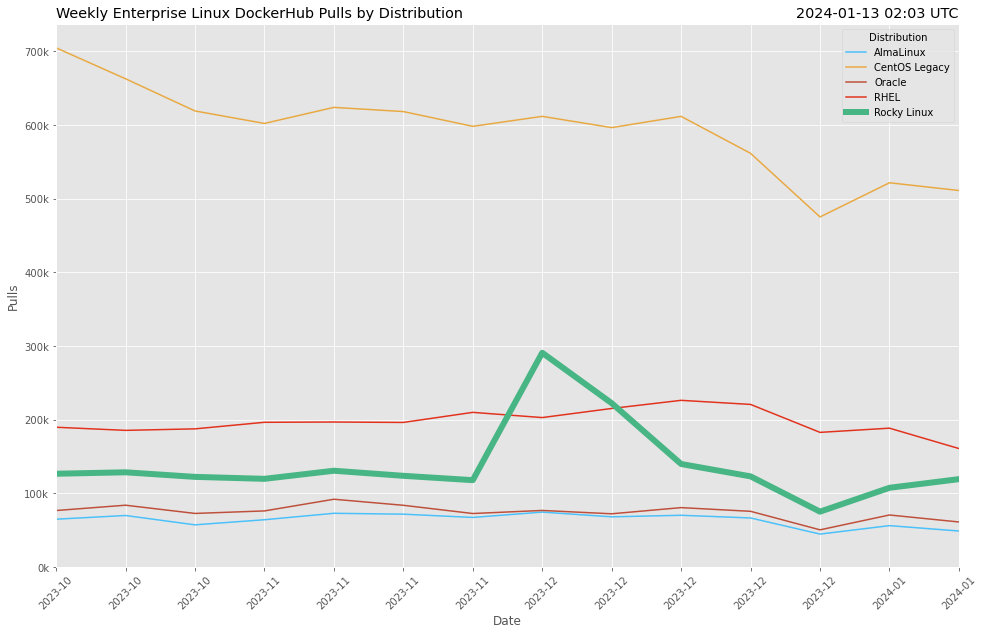 Weekly Enterprise Linux DockerHub Pulls by Distribution
2024-01-13 02:03 UTC
Distribution
AlmaLinux
CentOS Legacy
Oracle
RHEL
Rocky Linux
Pulls
700k
600k
500k
400k
300k
200k
100k
0k
2023-10
2023-10
2023-10
2023-11
2023-11
2023-11
2023-11
2023-12
2023-12
2023-12
2023-12
2023-12
2024-01
2024-01
Date